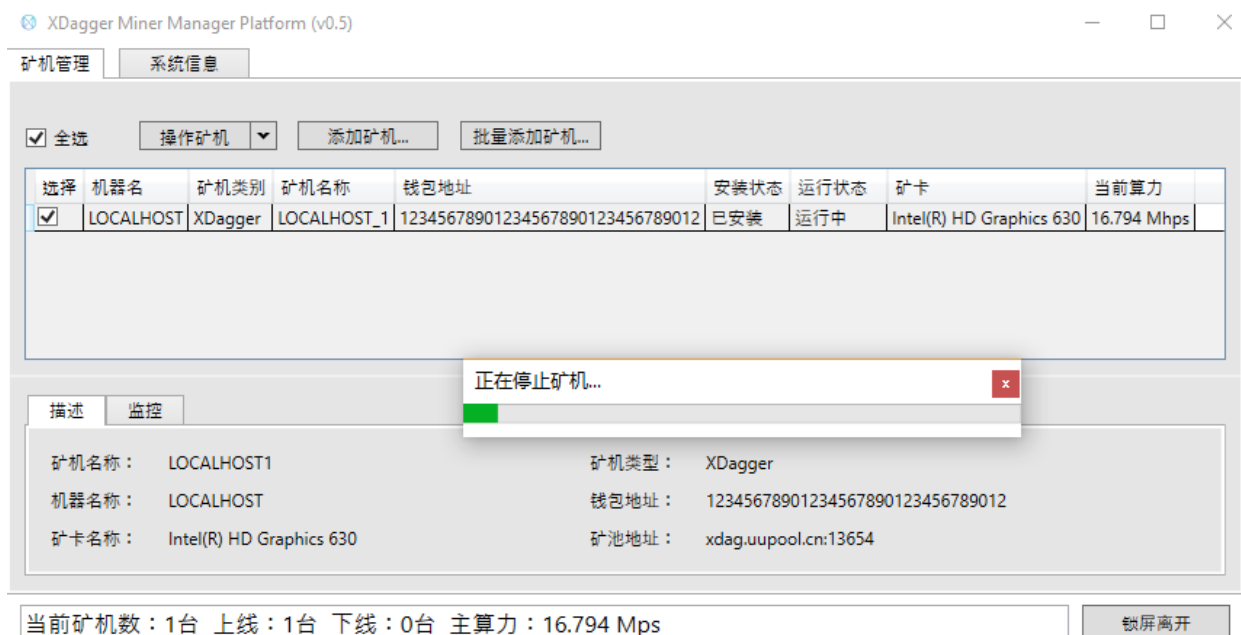 XDagger Miner Manager Platform (v0.5)
矿机管理 系统信息
全选 操作矿机 添加矿机... 批量添加矿机...
选择 机器名 矿机类别 矿机名称 钱包地址 安装状态 运行状态 矿卡 当前算力
LOCALHOST XDagger LOCALHOST_1 12345678901234567890123456789012 已安装 运行中 Intel(R) HD Graphics 630 16.794 Mhps
正在停止矿机... x
描述 监控
矿机名称： LOCALHOST1 矿机类型： XDagger
机器名称： LOCALHOST 钱包地址： 12345678901234567890123456789012
矿卡名称： Intel(R) HD Graphics 630 矿池地址： xdag.uupool.cn:13654
当前矿机数：1台 上线：1台 下线：0台 主算力：16.794 Mps 锁屏离开